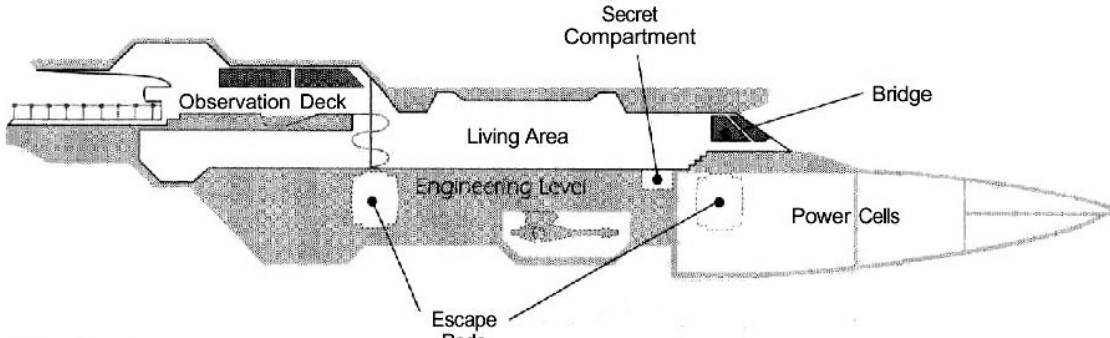 Secret
Compartment
Bridge
Observation Deck
Living Area
Engineering Level
Power Cells
Escape